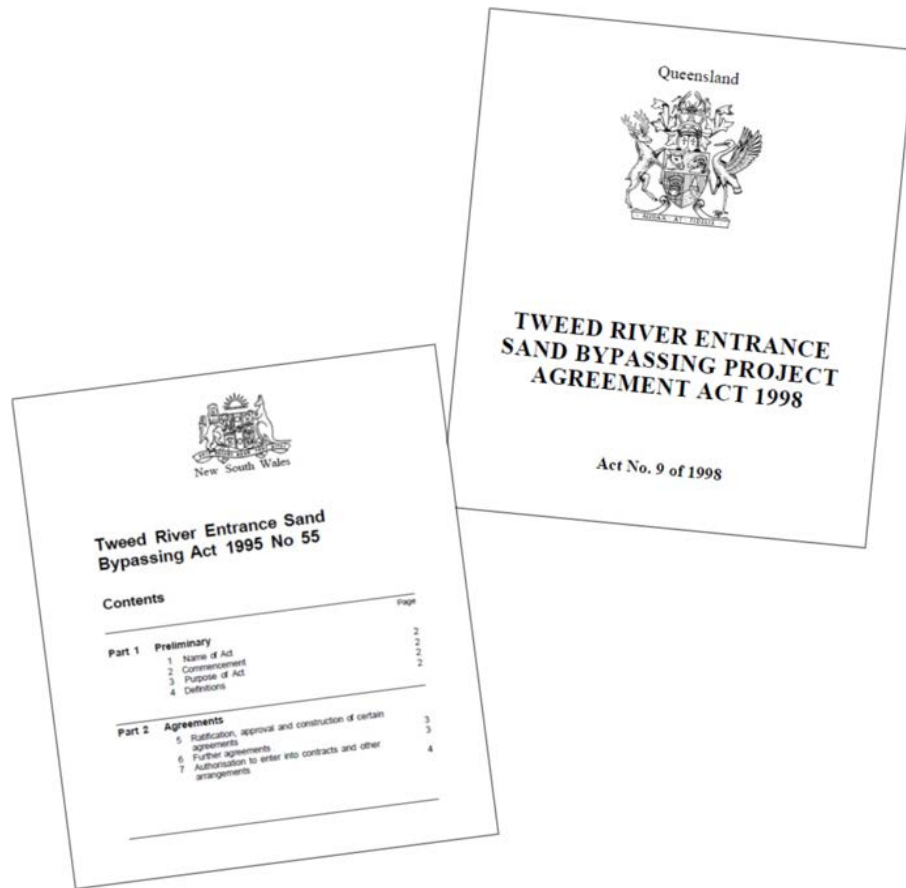 Queensland
AUDAX AT FIDELIS
TWEED RIVER ENTRANCE
SAND BYPASSING PROJECT
AGREEMENT ACT 1998
Act No. 9 of 1998
New South Wales
Tweed River Entrance Sand
Bypassing Act 1995 No 55
Contents
Page
Part 1 Preliminary
1 Name of Act 2
2 Commencement 2
3 Purpose of Act 2
4 Definitions 2
Part 2 Agreements
5 Ratification, approval and construction of certain
agreements 3
6 Further agreements 3
7 Authorisation to enter into contracts and other
arrangements 4